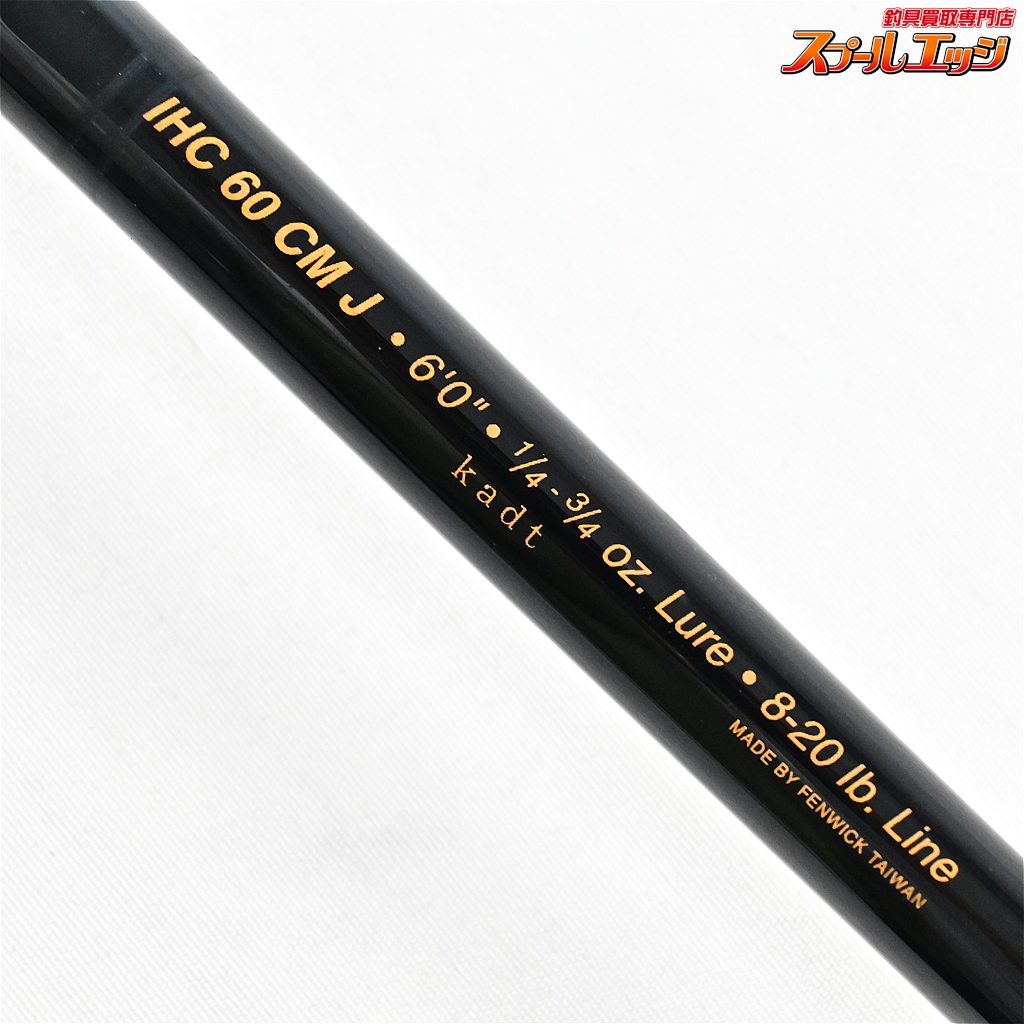 釣具買取専門店
スプールエッジ
IHC 60 CM J • 6'0" • 1/4 - 3/4 oz. Lure • 8-20 lb. Line
kadt
MADE BY FENWICK TAIWAN